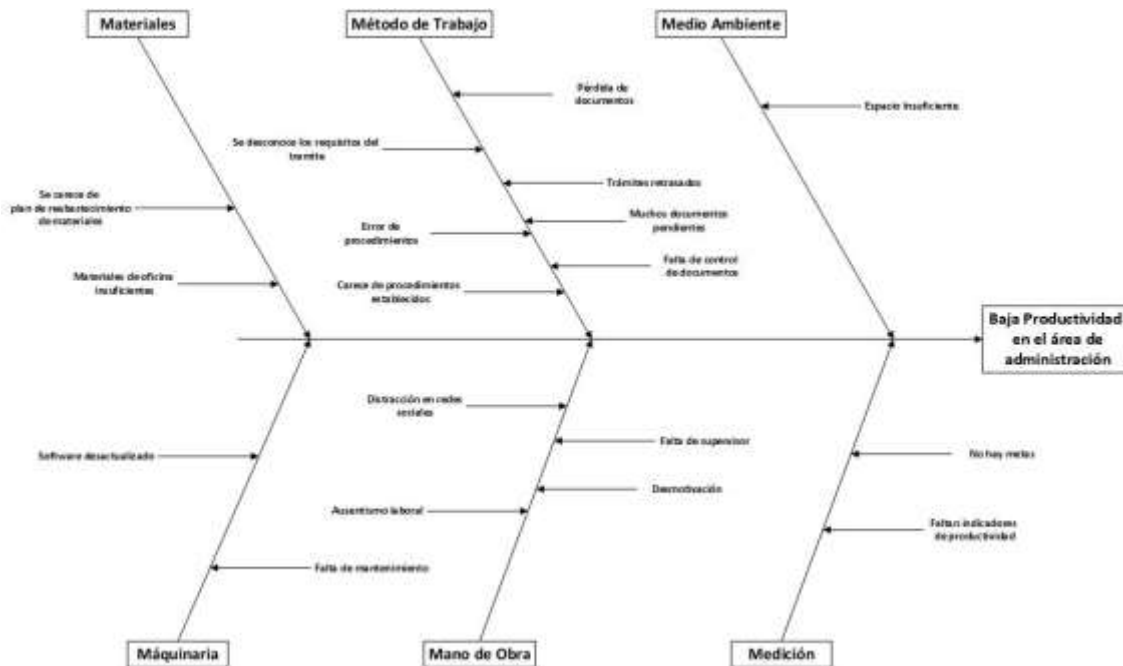 Materiales
Método de Trabajo
Medio Ambiente
Pérdida de
documentos
Espacio Insuficiente
Se desconoce los requisitos del
tramite
Trámites retrasados
Se carece de
plan de reabastecimiento
de materiales
Muchos documentos
pendientes
Error de
procedimientos
Falta de control
de documentos
Materiales de oficina
insuficientes
Carece de procedimientos
establecidos
Baja Productividad
en el área de
administración
Distracción en redes
sociales
Falta de supervisor
Software desactualizado
No hay metas
Desmotivación
Ausentismo laboral
Faltan indicadores
de productividad
Falta de mantenimiento
Máquinaria
Mano de Obra
Medición